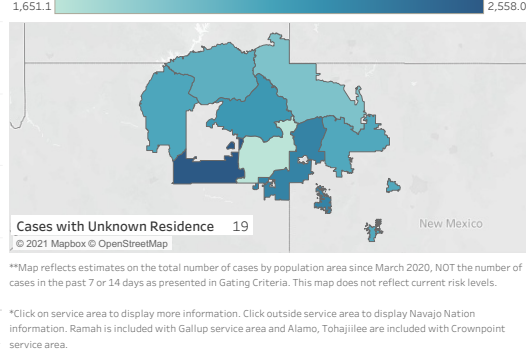 1,651.1 2,558.0
New Mexico
Cases with Unknown Residence 19
© 2021 Mapbox © OpenStreetMap
**Map reflects estimates on the total number of cases by population area since March 2020, NOT the number of
cases in the past 7 or 14 days as presented in Gating Criteria. This map does not reflect current risk levels.
*Click on service area to display more information. Click outside service area to display Navajo Nation
information. Ramah is included with Gallup service area and Alamo, Tohajiilee are included with Crownpoint
service area.